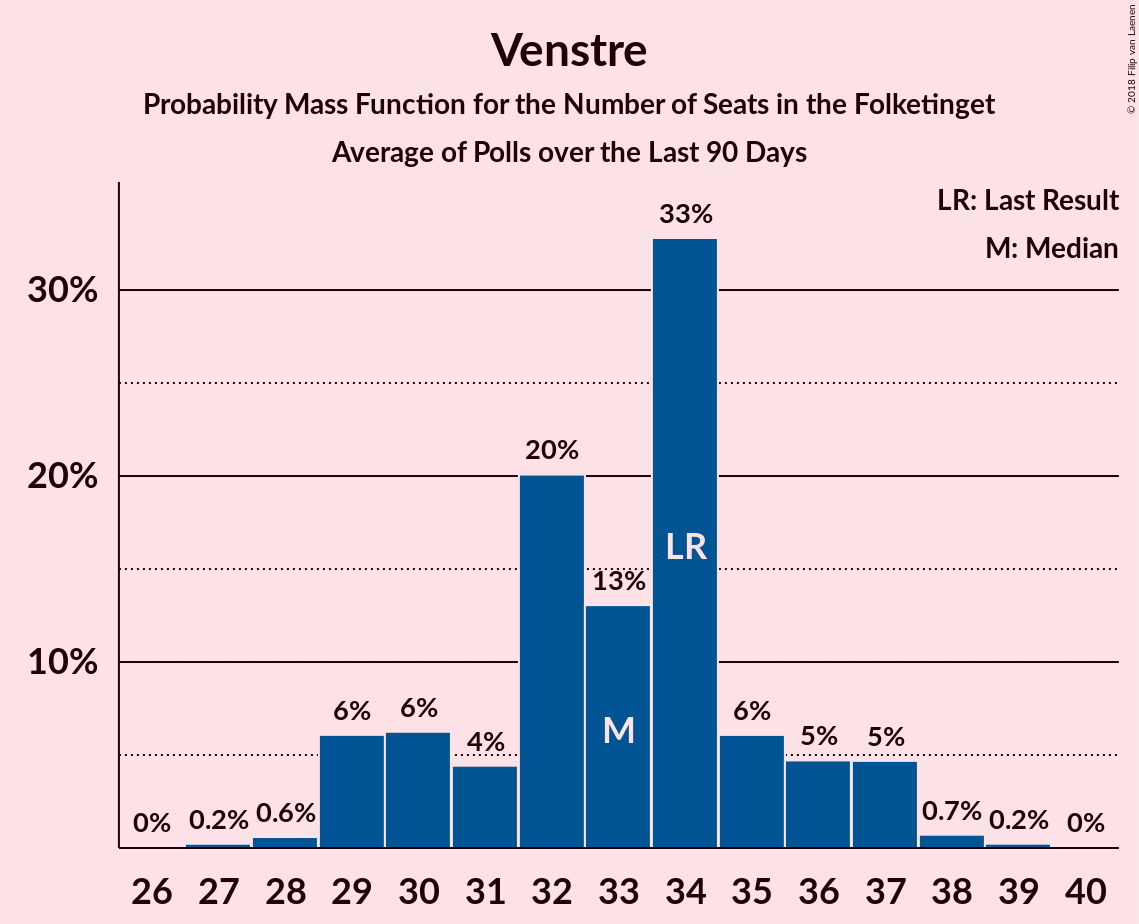 Venstre
Probability Mass Function for the Number of Seats in the Folketinget
Average of Polls over the Last 90 Days
© 2018 Filip van Laenen
LR: Last Result
M: Median
33%
30%
20%
20%
LR
13%
10%
M
6%
6%
4%
6%
5%
5%
0%
0.2%
0.6%
0.7%
0.2%
0%
26 27 28 29 30 31 32 33 34 35 36 37 38 39 40